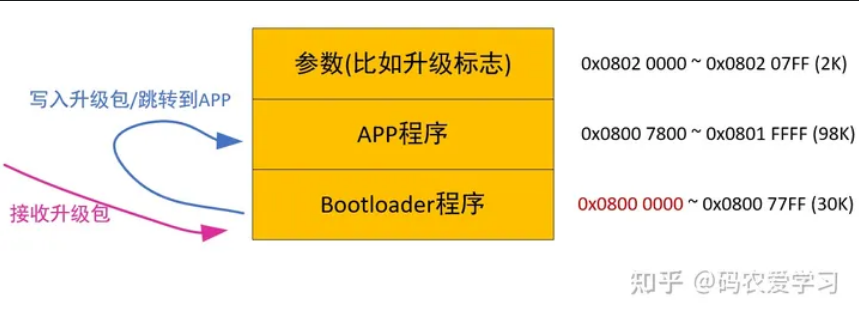 参数(比如升级标志)
0x0802 0000 ~ 0x0802 07FF (2K)
写入升级包/跳转到APP
APP程序
0x0800 7800 ~ 0x0801 FFFF (98K)
接收升级包
Bootloader程序
0x0800 0000 ~ 0x0800 77FF (30K)
知乎 @码农爱学习